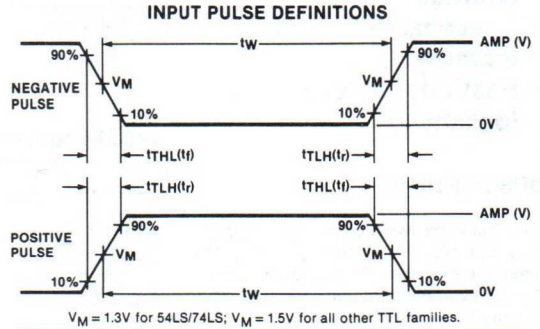 INPUT PULSE DEFINITIONS
90% tW 90% AMP (V)
NEGATIVE PULSE
VM VM
10% 10% 0V
tTHL(tf) tTLH(tr)
tTLH(tr) tTHL(tf)
AMP (V)
90% 90%
POSITIVE PULSE
VM VM
10% 10%
tW 0V
VM = 1.3V for 54LS/74LS; VM = 1.5V for all other TTL families.